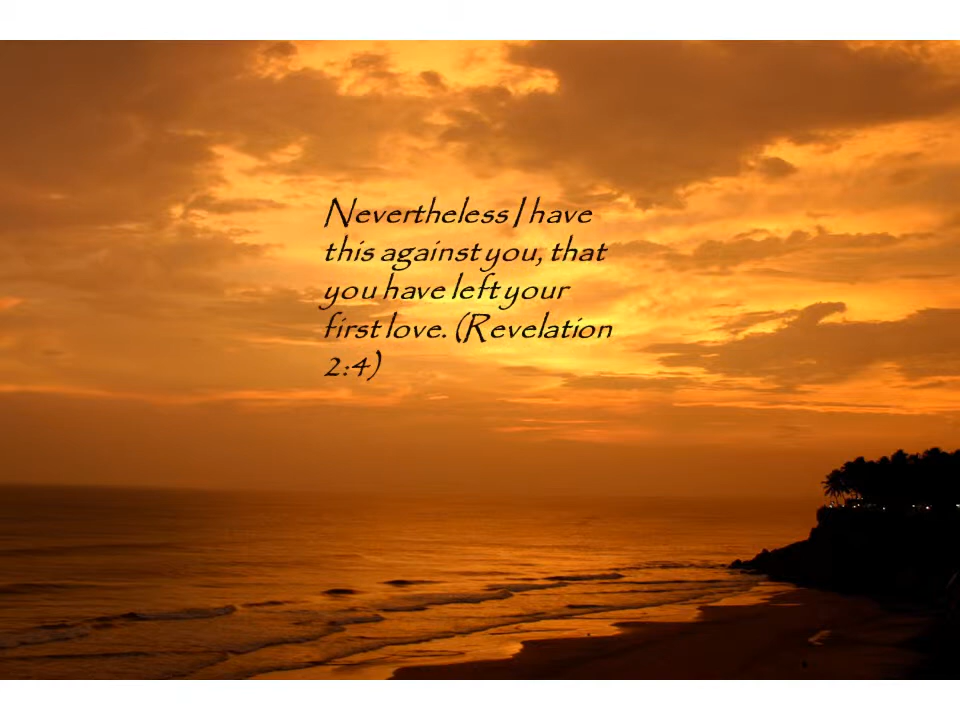 Nevertheless I have
this against you, that
you have left your
first love. (Revelation
2:4)